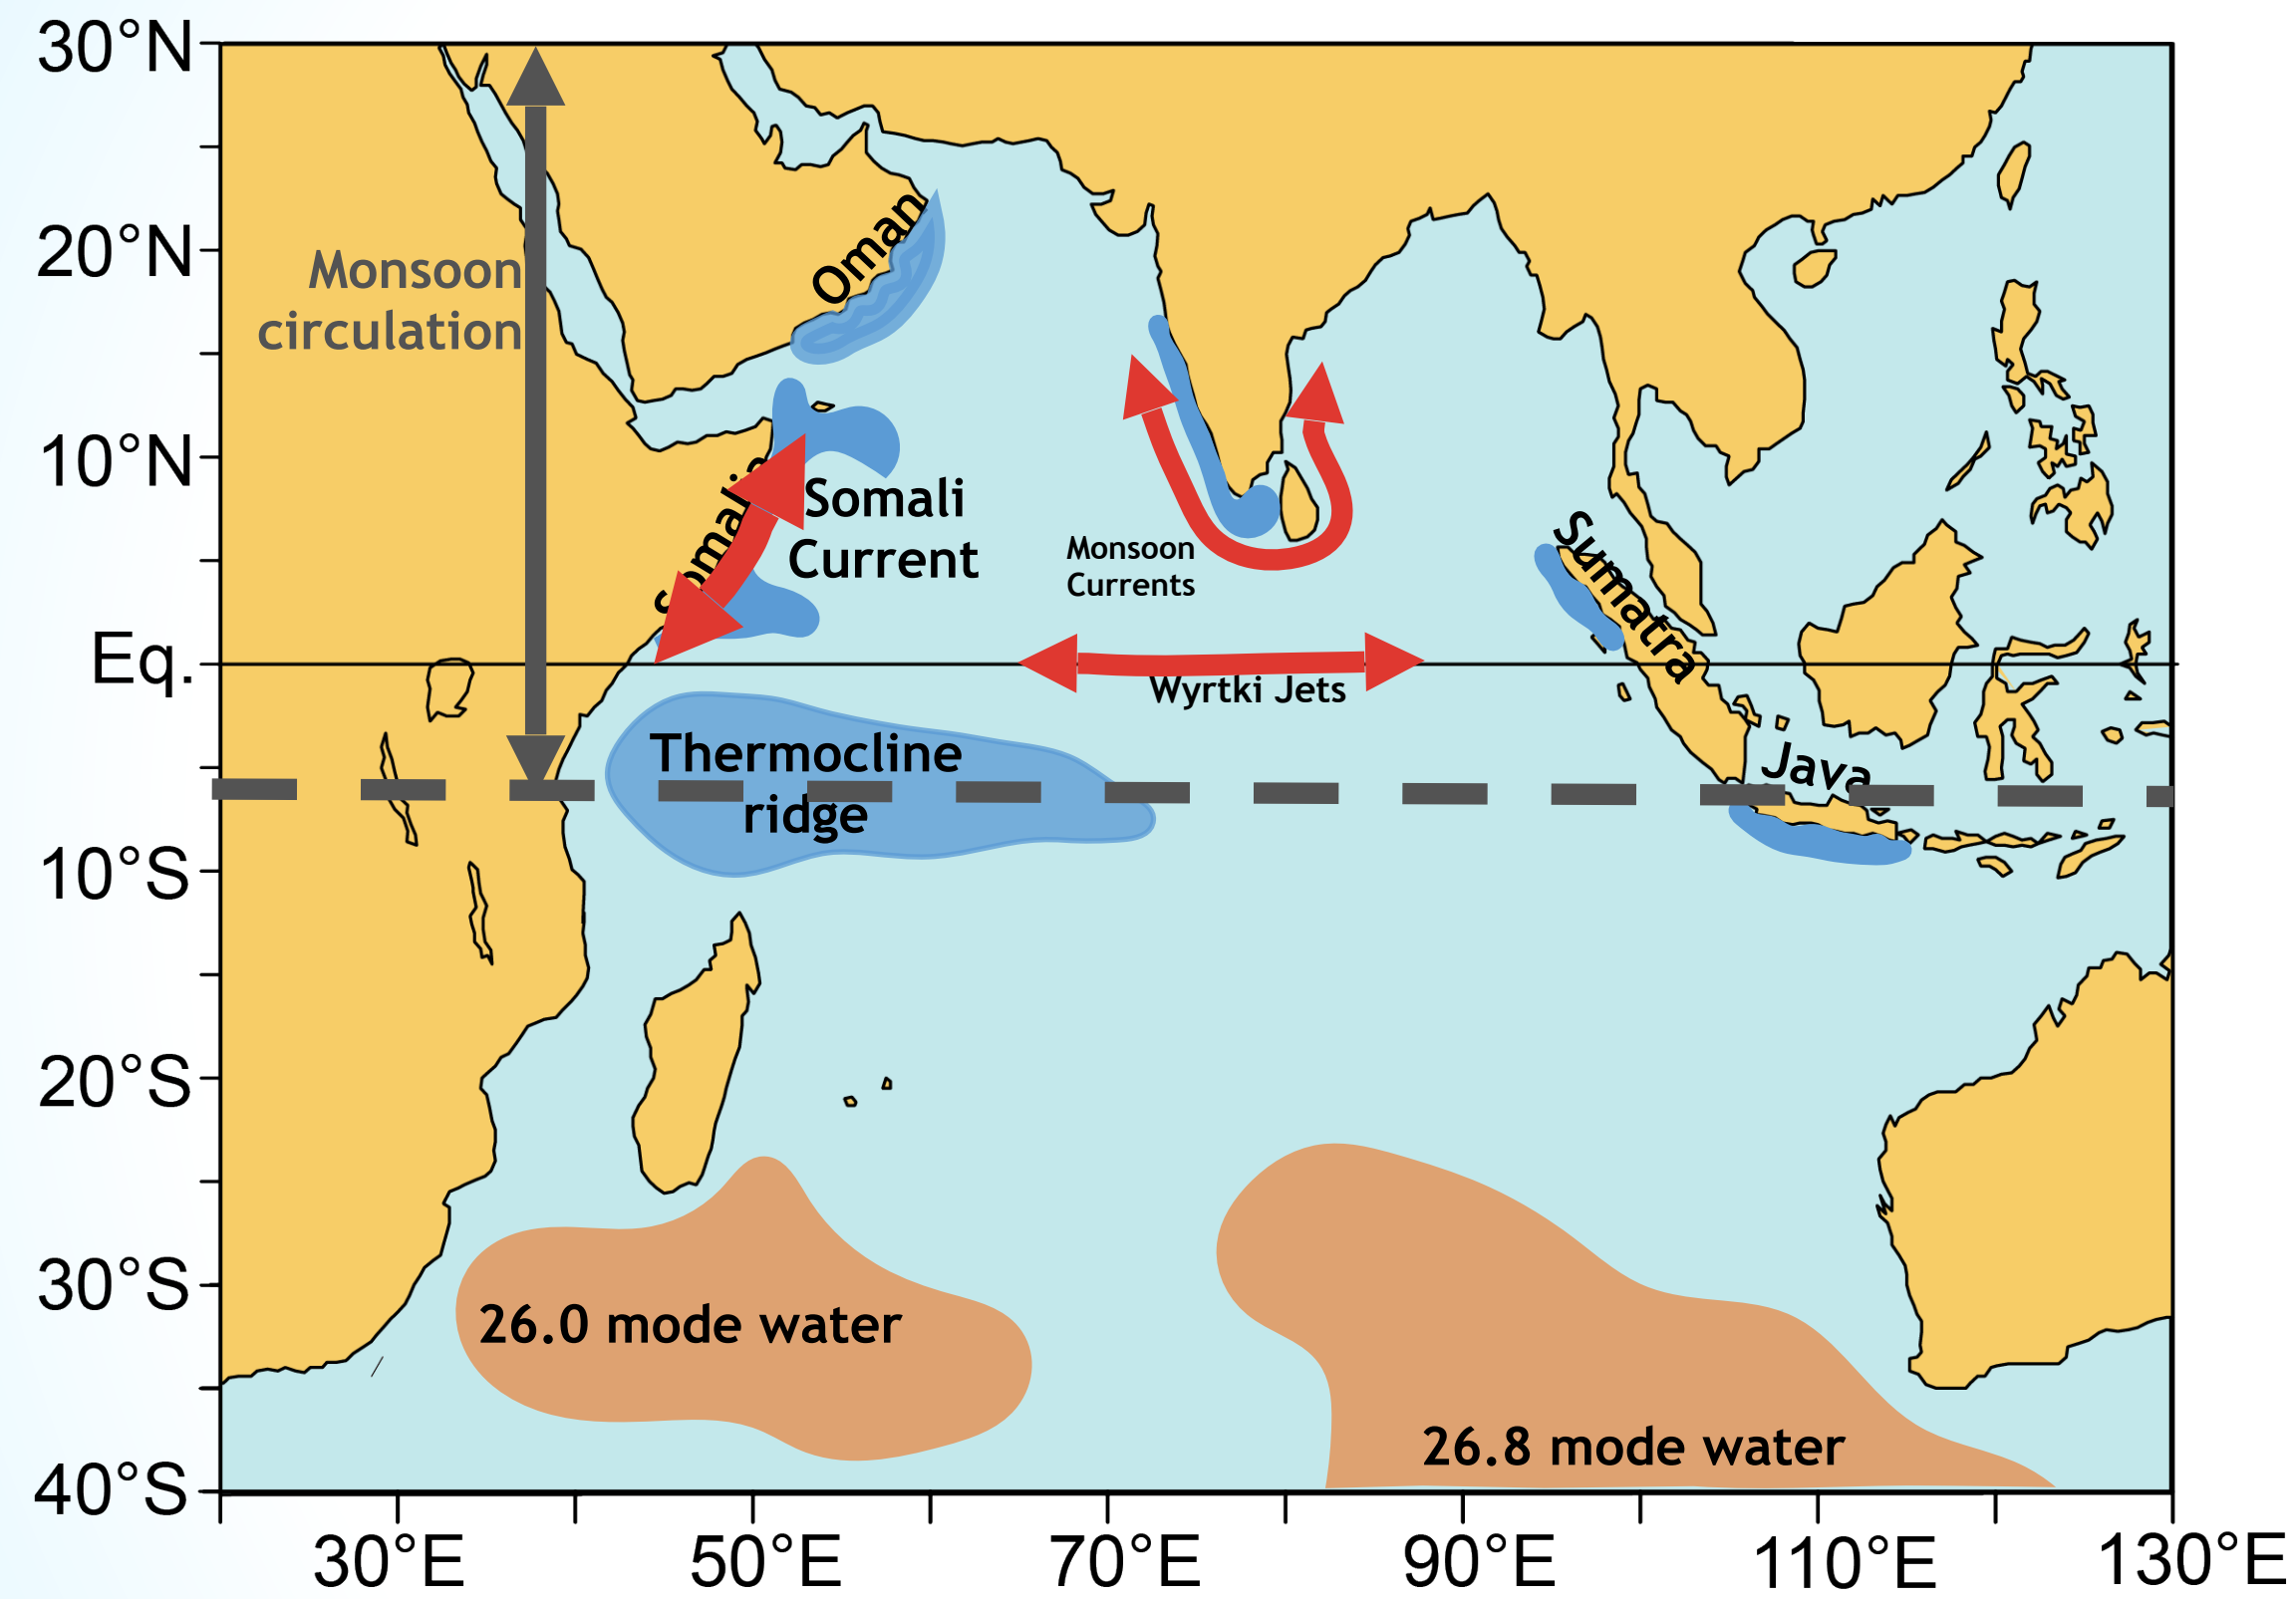 30°N
20°N
10°N
Eq.
10°S
20°S
30°S
40°S
Monsoon
circulation
Oman
Somalia
Somali
Current
Monsoon
Currents
Wyrtki Jets
Sumatra
Java
Thermocline
ridge
26.0 mode water
26.8 mode water
30°E
50°E
70°E
90°E
110°E
130°E